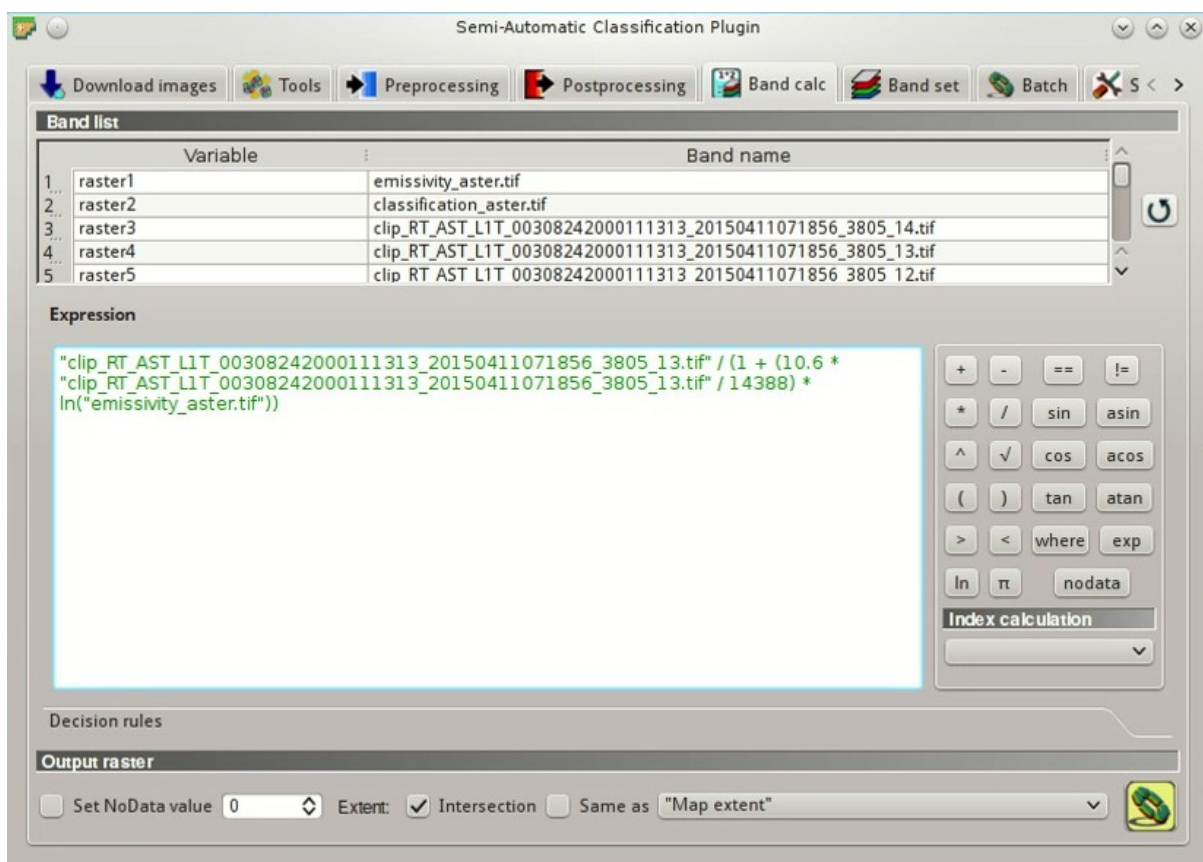 Semi-Automatic Classification Plugin
Download images Tools Preprocessing Postprocessing Band calc Band set Batch S < >
Band list
Variable Band name
1 raster1 emissivity_aster.tif
2 raster2 classification_aster.tif
3 raster3 clip_RT_AST_L1T_00308242000111313_20150411071856_3805_14.tif
4 raster4 clip_RT_AST_L1T_00308242000111313_20150411071856_3805_13.tif
5 raster5 clip_RT_AST_L1T_00308242000111313_20150411071856_3805_12.tif
Expression
"clip_RT_AST_L1T_00308242000111313_20150411071856_3805_13.tif" / (1 + (10.6 *
"clip_RT_AST_L1T_00308242000111313_20150411071856_3805_13.tif" / 14388) *
ln("emissivity_aster.tif"))
+ - == !=
* / sin asin
^ √ cos acos
( ) tan atan
> < where exp
ln π nodata
Index calculation
Decision rules
Output raster
Set NoData value 0 Extent: Intersection Same as "Map extent"